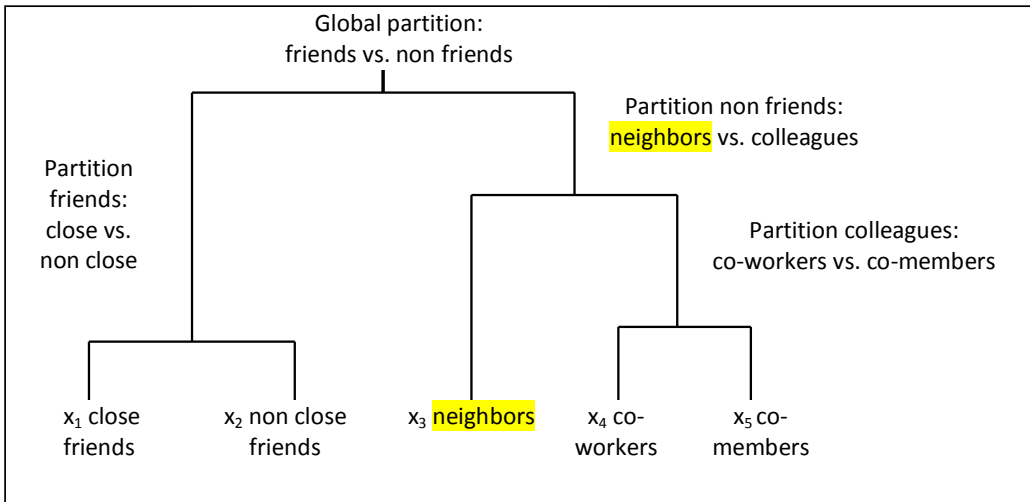 Global partition:
friends vs. non friends
Partition non friends:
neighbors vs. colleagues
Partition
friends:
close vs.
non close
Partition colleagues:
co-workers vs. co-members
x₁ close
friends
x₂ non close
friends
x₃ neighbors
x₄ co-
workers
x₅ co-
members